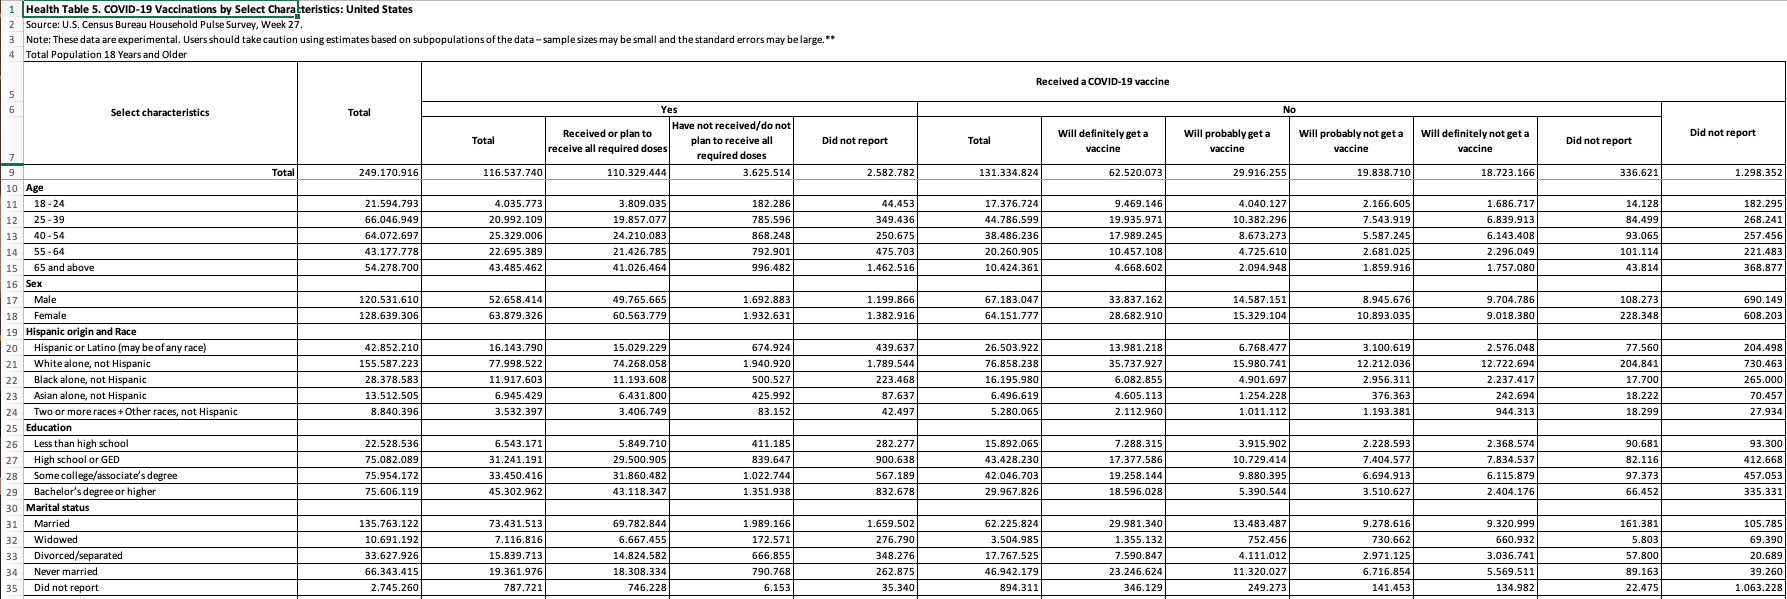 1 Health Table 5. COVID-19 Vaccinations by Select Characteristics: United States
2 Source: U.S. Census Bureau Household Pulse Survey, Week 27.
3 Note: These data are experimental. Users should take caution using estimates based on subpopulations of the data – sample sizes may be small and the standard errors may be large.**
4 Total Population 18 Years and Older
5 Select characteristics Total Received a COVID-19 vaccine
6 Yes No Did not report
7 Total Received or plan to receive all required doses Have not received/do not plan to receive all required doses Did not report Total Will definitely get a vaccine Will probably get a vaccine Will probably not get a vaccine Will definitely not get a vaccine Did not report
9 Total 249.170.916 116.537.740 110.329.444 3.625.514 2.582.782 131.334.824 62.520.073 29.916.255 19.838.710 18.723.166 336.621 1.298.352
10 Age
11 18 - 24 21.594.793 4.035.773 3.809.035 182.286 44.453 17.376.724 9.469.146 4.040.127 2.166.605 1.686.717 14.128 182.295
12 25 - 39 66.046.949 20.992.109 19.857.077 785.596 349.436 44.786.599 19.935.971 10.382.296 7.543.919 6.839.913 84.499 268.241
13 40 - 54 64.072.697 25.329.006 24.210.083 868.248 250.675 38.486.236 17.989.245 8.673.273 5.587.245 6.143.408 93.065 257.456
14 55 - 64 43.177.778 22.695.389 21.426.785 792.901 475.703 20.260.905 10.457.108 4.725.610 2.681.025 2.296.049 101.114 221.483
15 65 and above 54.278.700 43.485.462 41.026.464 996.482 1.462.516 10.424.361 4.668.602 2.094.948 1.859.916 1.757.080 43.814 368.877
16 Sex
17 Male 120.531.610 52.658.414 49.765.665 1.692.883 1.199.866 67.183.047 33.837.162 14.587.151 8.945.676 9.704.786 108.273 690.149
18 Female 128.639.306 63.879.326 60.563.779 1.932.631 1.382.916 64.151.777 28.682.910 15.329.104 10.893.035 9.018.380 228.348 608.203
19 Hispanic origin and Race
20 Hispanic or Latino (may be of any race) 42.852.210 16.143.790 15.029.229 674.924 439.637 26.503.922 13.981.218 6.768.477 3.100.619 2.576.048 77.560 204.498
21 White alone, not Hispanic 155.587.223 77.998.522 74.268.058 1.940.920 1.789.544 76.858.238 35.737.927 15.980.741 12.212.036 12.722.694 204.841 730.463
22 Black alone, not Hispanic 28.378.583 11.917.603 11.193.608 500.527 223.468 16.195.980 6.082.855 4.901.697 2.956.311 2.237.417 17.700 265.000
23 Asian alone, not Hispanic 13.512.505 6.945.429 6.431.800 425.992 87.637 6.496.619 4.605.113 1.254.228 376.363 242.694 18.222 70.457
24 Two or more races + Other races, not Hispanic 8.840.396 3.532.397 3.406.749 83.152 42.497 5.280.065 2.112.960 1.011.112 1.193.381 944.313 18.299 27.934
25 Education
26 Less than high school 22.528.536 6.543.171 5.849.710 411.185 282.277 15.892.065 7.288.315 3.915.902 2.228.593 2.368.574 90.681 93.300
27 High school or GED 75.082.089 31.241.191 29.500.905 839.647 900.638 43.428.230 17.377.586 10.729.414 7.404.577 7.834.537 82.116 412.668
28 Some college/associate's degree 75.954.172 33.450.416 31.860.482 1.022.744 567.189 42.046.703 19.258.144 9.880.395 6.694.913 6.115.879 97.373 457.053
29 Bachelor's degree or higher 75.606.119 45.302.962 43.118.347 1.351.938 832.678 29.967.826 18.596.028 5.390.544 3.510.627 2.404.176 66.452 335.331
30 Marital status
31 Married 135.763.122 73.431.513 69.782.844 1.989.166 1.659.502 62.225.824 29.981.340 13.483.487 9.278.616 9.320.999 161.381 105.785
32 Widowed 10.691.192 7.116.816 6.667.455 172.571 276.790 3.504.985 1.355.132 752.456 730.662 660.932 5.803 69.390
33 Divorced/separated 33.627.926 15.839.713 14.824.582 666.855 348.276 17.767.525 7.590.847 4.111.012 2.971.125 3.036.741 57.800 20.689
34 Never married 66.343.415 19.361.976 18.308.334 790.768 262.875 46.942.179 23.246.624 11.320.027 6.716.854 5.569.511 89.163 39.260
35 Did not report 2.745.260 787.721 746.228 6.153 35.340 894.311 346.129 249.273 141.453 134.982 22.475 1.063.228